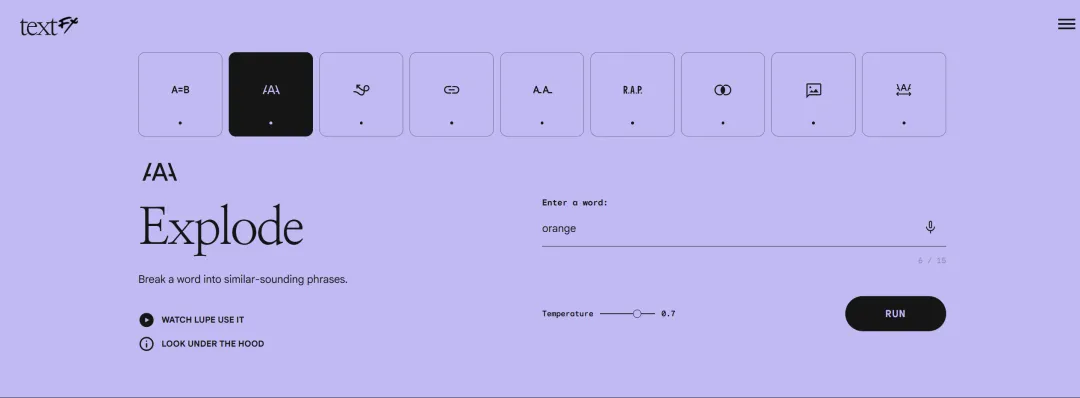 textFX
A=B
/A\
A.A._
R.A.P.
\A/
/A\
Explode
Break a word into similar-sounding phrases.
WATCH LUPE USE IT
LOOK UNDER THE HOOD
Enter a word:
orange
6 / 15
Temperature
0.7
RUN